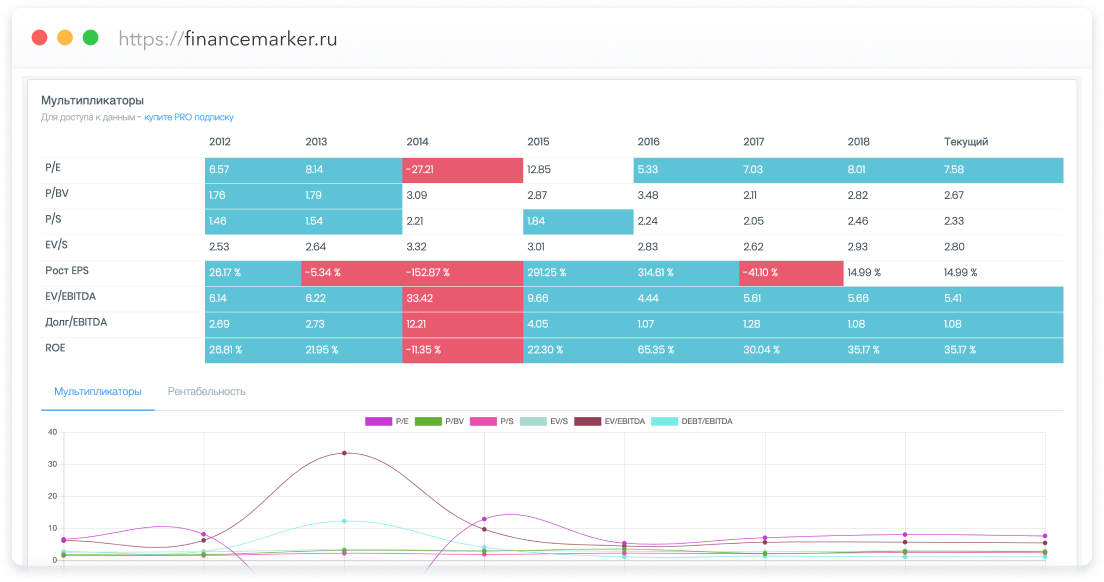 https://financemarker.ru
Мультипликаторы
Для доступа к данным - купите PRO подписку
2012 2013 2014 2015 2016 2017 2018 Текущий
P/E 6.57 8.14 -27.21 12.85 5.33 7.03 8.01 7.58
P/BV 1.76 1.79 3.09 2.87 3.48 2.11 2.82 2.67
P/S 1.46 1.54 2.21 1.84 2.24 2.05 2.46 2.33
EV/S 2.53 2.64 3.32 3.01 2.83 2.62 2.93 2.80
Рост EPS 26.17 % -5.34 % -152.87 % 291.25 % 314.61 % -41.10 % 14.99 % 14.99 %
EV/EBITDA 6.14 6.22 33.42 9.66 4.44 5.61 5.66 5.41
Долг/EBITDA 2.69 2.73 12.21 4.05 1.07 1.28 1.08 1.08
ROE 26.81 % 21.95 % -11.35 % 22.30 % 65.35 % 30.04 % 35.17 % 35.17 %
Мультипликаторы Рентабельность
P/E P/BV P/S EV/S EV/EBITDA DEBT/EBITDA
40
30
20
10
0